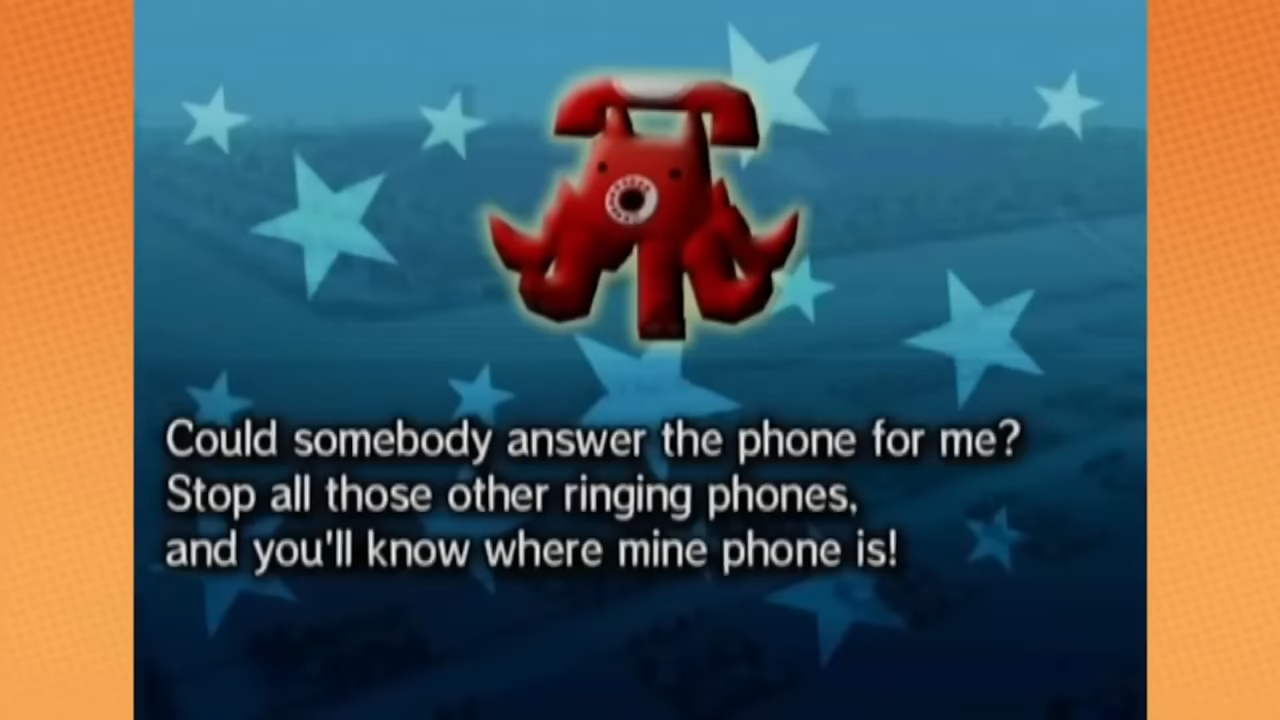 Could somebody answer the phone for me?
Stop all those other ringing phones,
and you'll know where mine phone is!